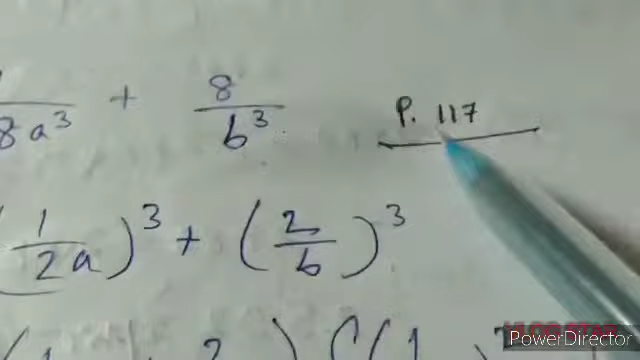 8a³ + 8/b³ P. 117
(1/2a)³ + (2/b)³
PowerDirector